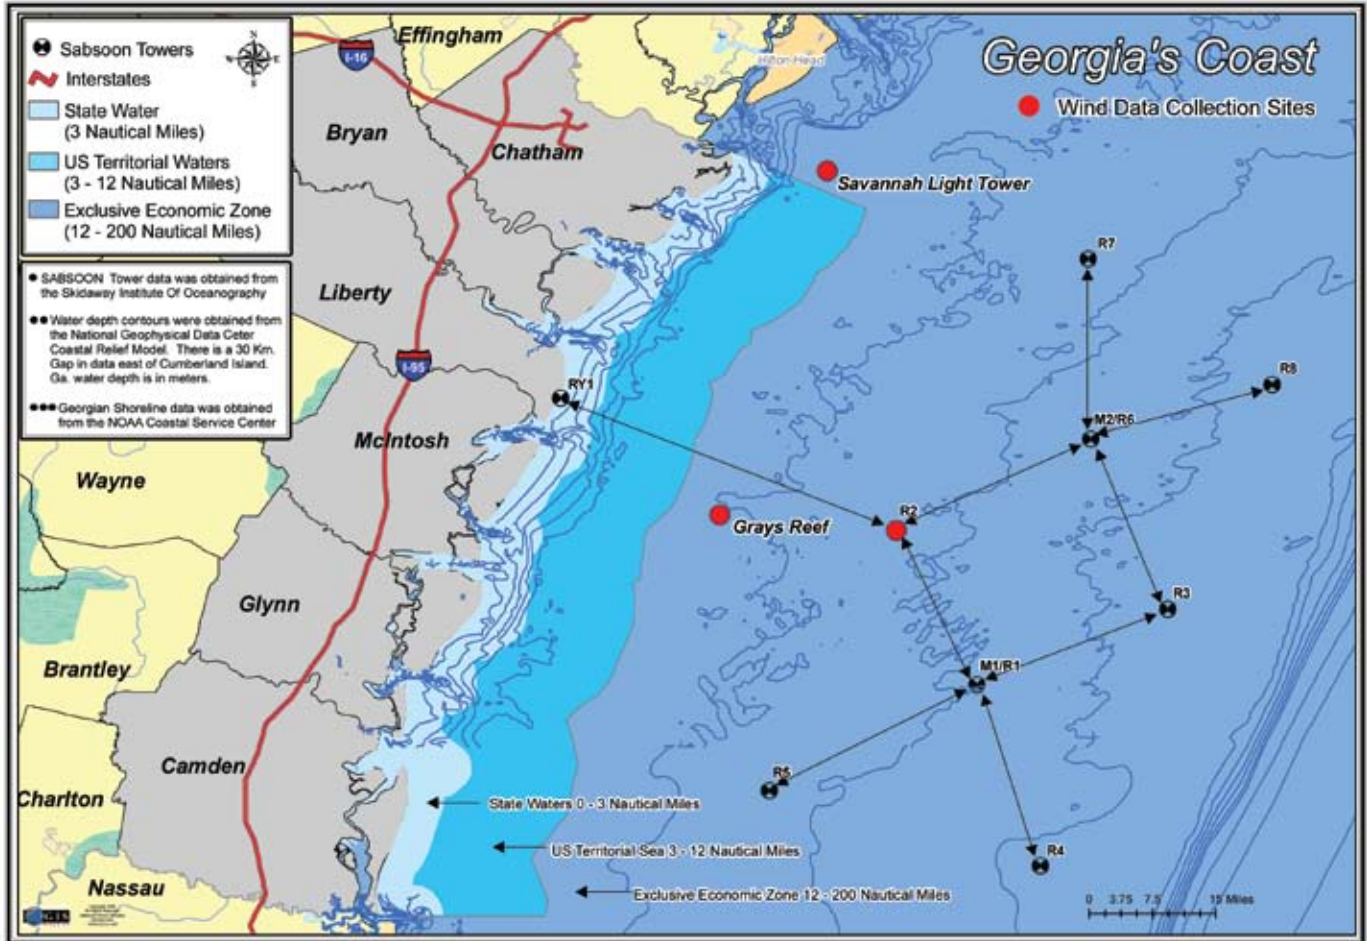 Georgia's Coast
Wind Data Collection Sites
Sabsoon Towers
Interstates
State Water
(3 Nautical Miles)
US Territorial Waters
(3 - 12 Nautical Miles)
Exclusive Economic Zone
(12 - 200 Nautical Miles)
N
E
S
SABSOON Tower data was obtained from
the Skidaway Institute Of Oceanography
Water depth contours were obtained from
the National Geophysical Data Ceter
Coastal Relief Model. There is a 30 Km.
Gap in data east of Cumberland Island.
Ga. water depth is in meters.
Georgian Shoreline data was obtained
from the NOAA Coastal Service Center
Effingham
I-16
Hilton-Head
Bryan
Chatham
Savannah Light Tower
Liberty
R7
I-95
RY1
R8
McIntosh
M2/R6
Wayne
R2
Grays Reef
Glynn
R3
Brantley
M1/R1
Camden
R5
Charlton
State Waters 0 - 3 Nautical Miles
US Territorial Sea 3 - 12 Nautical Miles
R4
Nassau
Exclusive Economic Zone 12 - 200 Nautical Miles
0 3.75 7.5 15 Miles